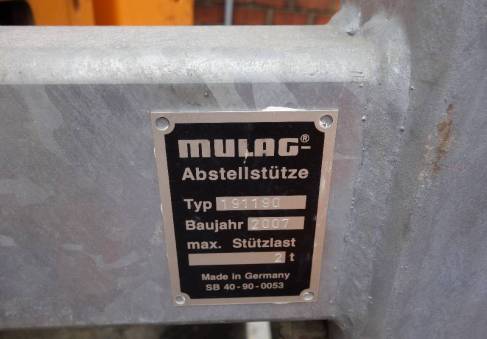 MULAG®
Abstellstütze
Typ 191190
Baujahr 2007
max. Stützlast
2 t
Made in Germany
SB 40-90-0053